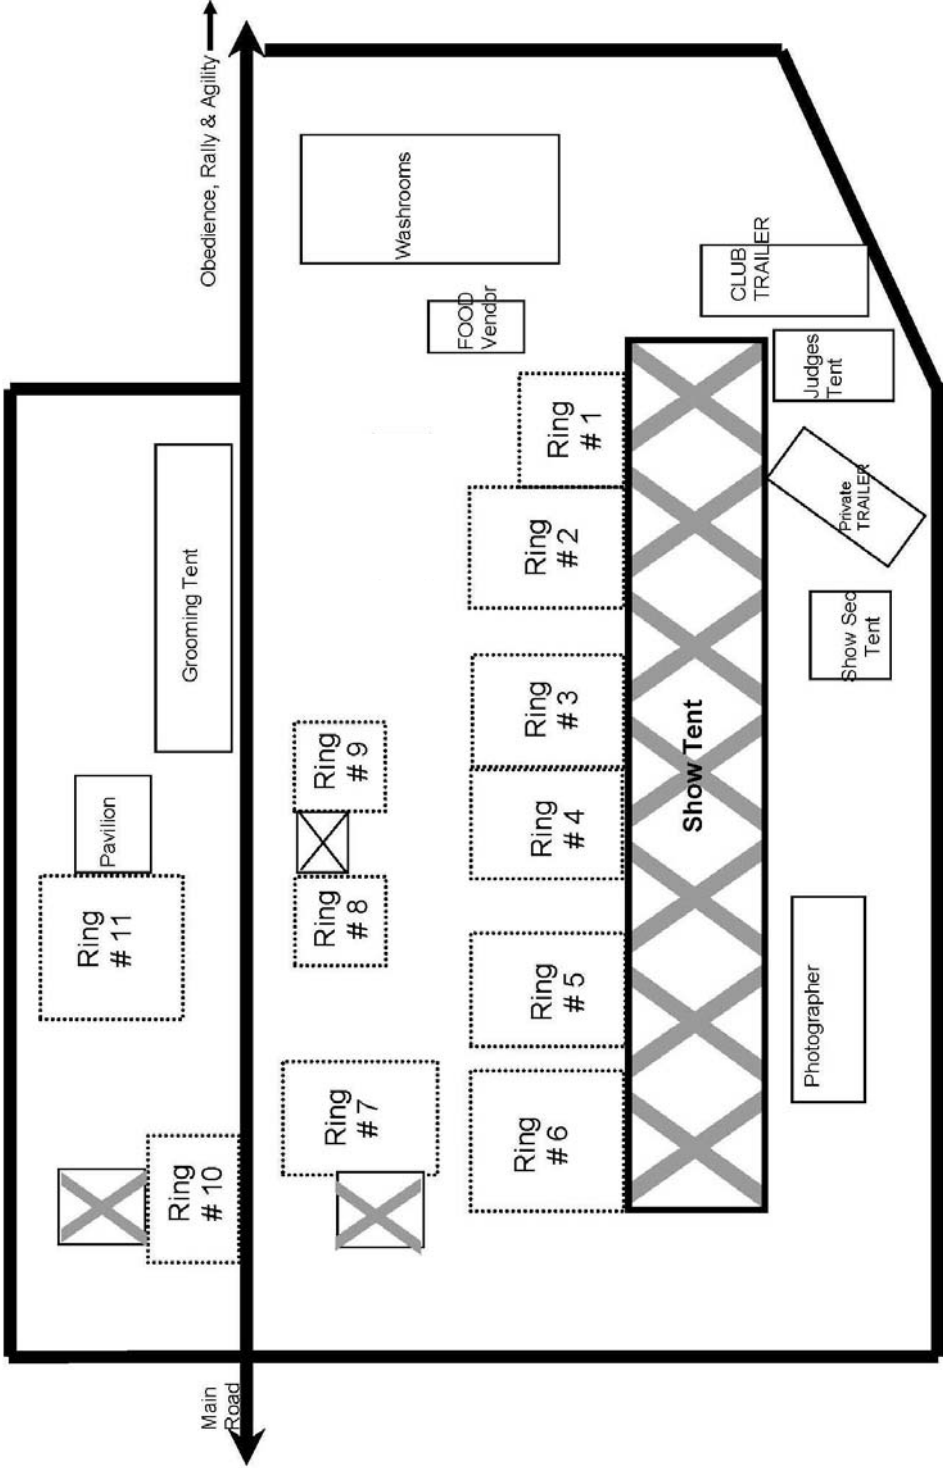 Main
Road
Obedience, Rally & Agility
Ring
# 10
Ring
# 11
Pavilion
Grooming Tent
Ring
# 7
Ring
# 8
Ring
# 9
Washrooms
FOOD
Vendor
Ring
# 6
Ring
# 5
Ring
# 4
Ring
# 3
Ring
# 2
Ring
# 1
Show Tent
CLUB
TRAILER
Photographer
Show Sec
Tent
Private
TRAILER
Judges
Tent